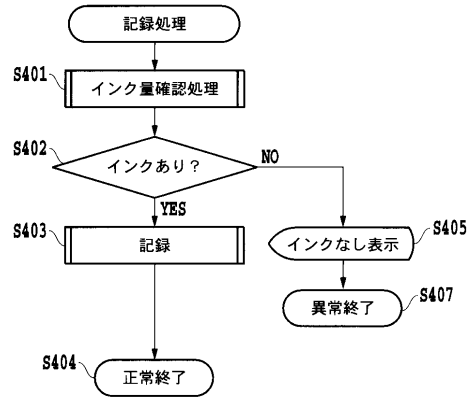 記録処理
S401
インク量確認処理
S402
インクあり?
NO
YES
S403
記録
S405
インクなし表示
S407
異常終了
S404
正常終了